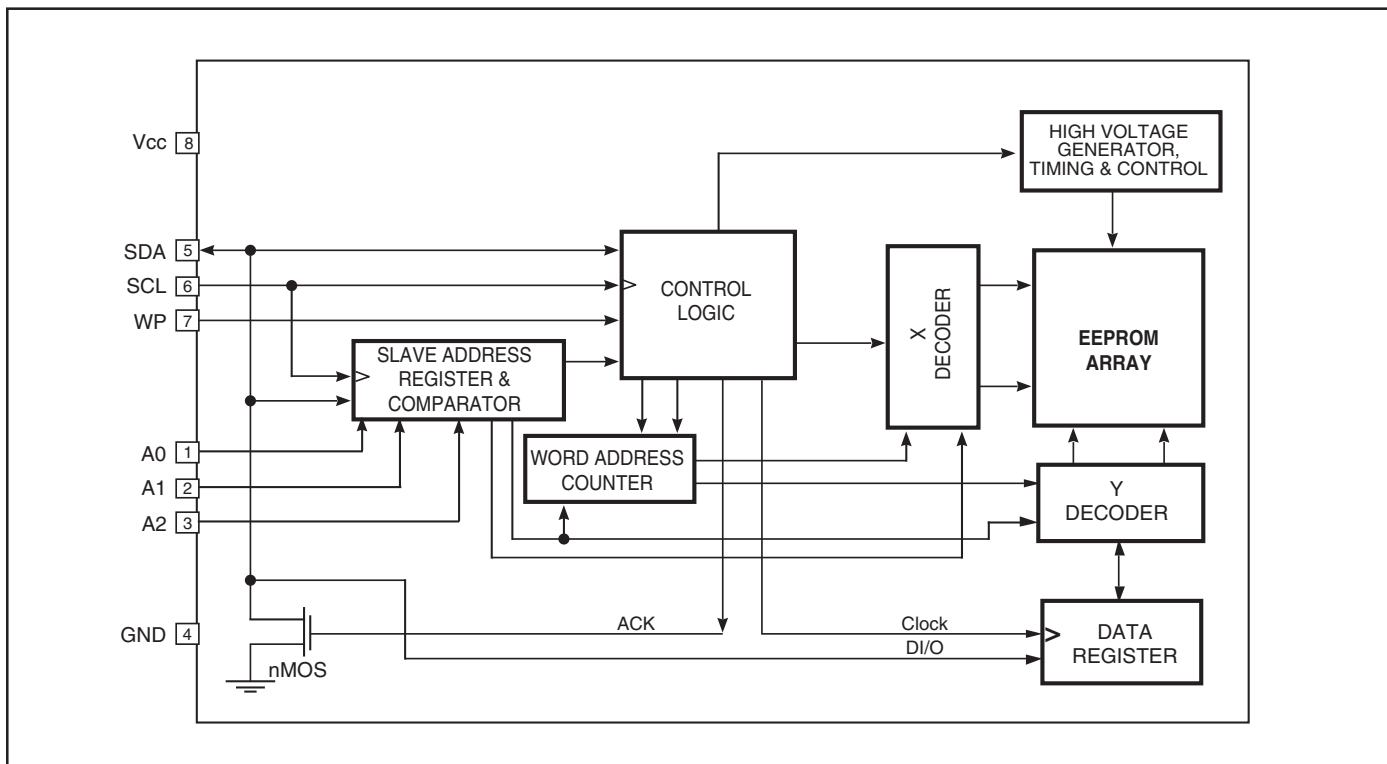 Vcc 8
HIGH VOLTAGE
GENERATOR,
TIMING & CONTROL
SDA 5
SCL 6
WP 7
CONTROL
LOGIC
X
DECODER
EEPROM
ARRAY
SLAVE ADDRESS
REGISTER &
COMPARATOR
A0 1
A1 2
A2 3
WORD ADDRESS
COUNTER
Y
DECODER
GND 4
nMOS
ACK
Clock
DI/O
DATA
REGISTER